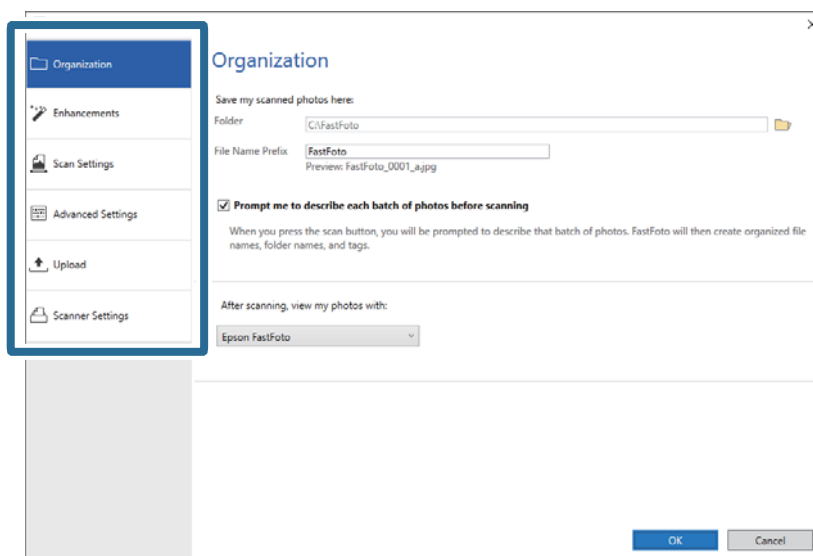 Organization
Enhancements
Scan Settings
Advanced Settings
Upload
Scanner Settings
Organization
Save my scanned photos here:
Folder C:\FastFoto
File Name Prefix FastFoto
Preview: FastFoto_0001_a.jpg
Prompt me to describe each batch of photos before scanning
When you press the scan button, you will be prompted to describe that batch of photos. FastFoto will then create organized file
names, folder names, and tags.
After scanning, view my photos with:
Epson FastFoto
OK Cancel